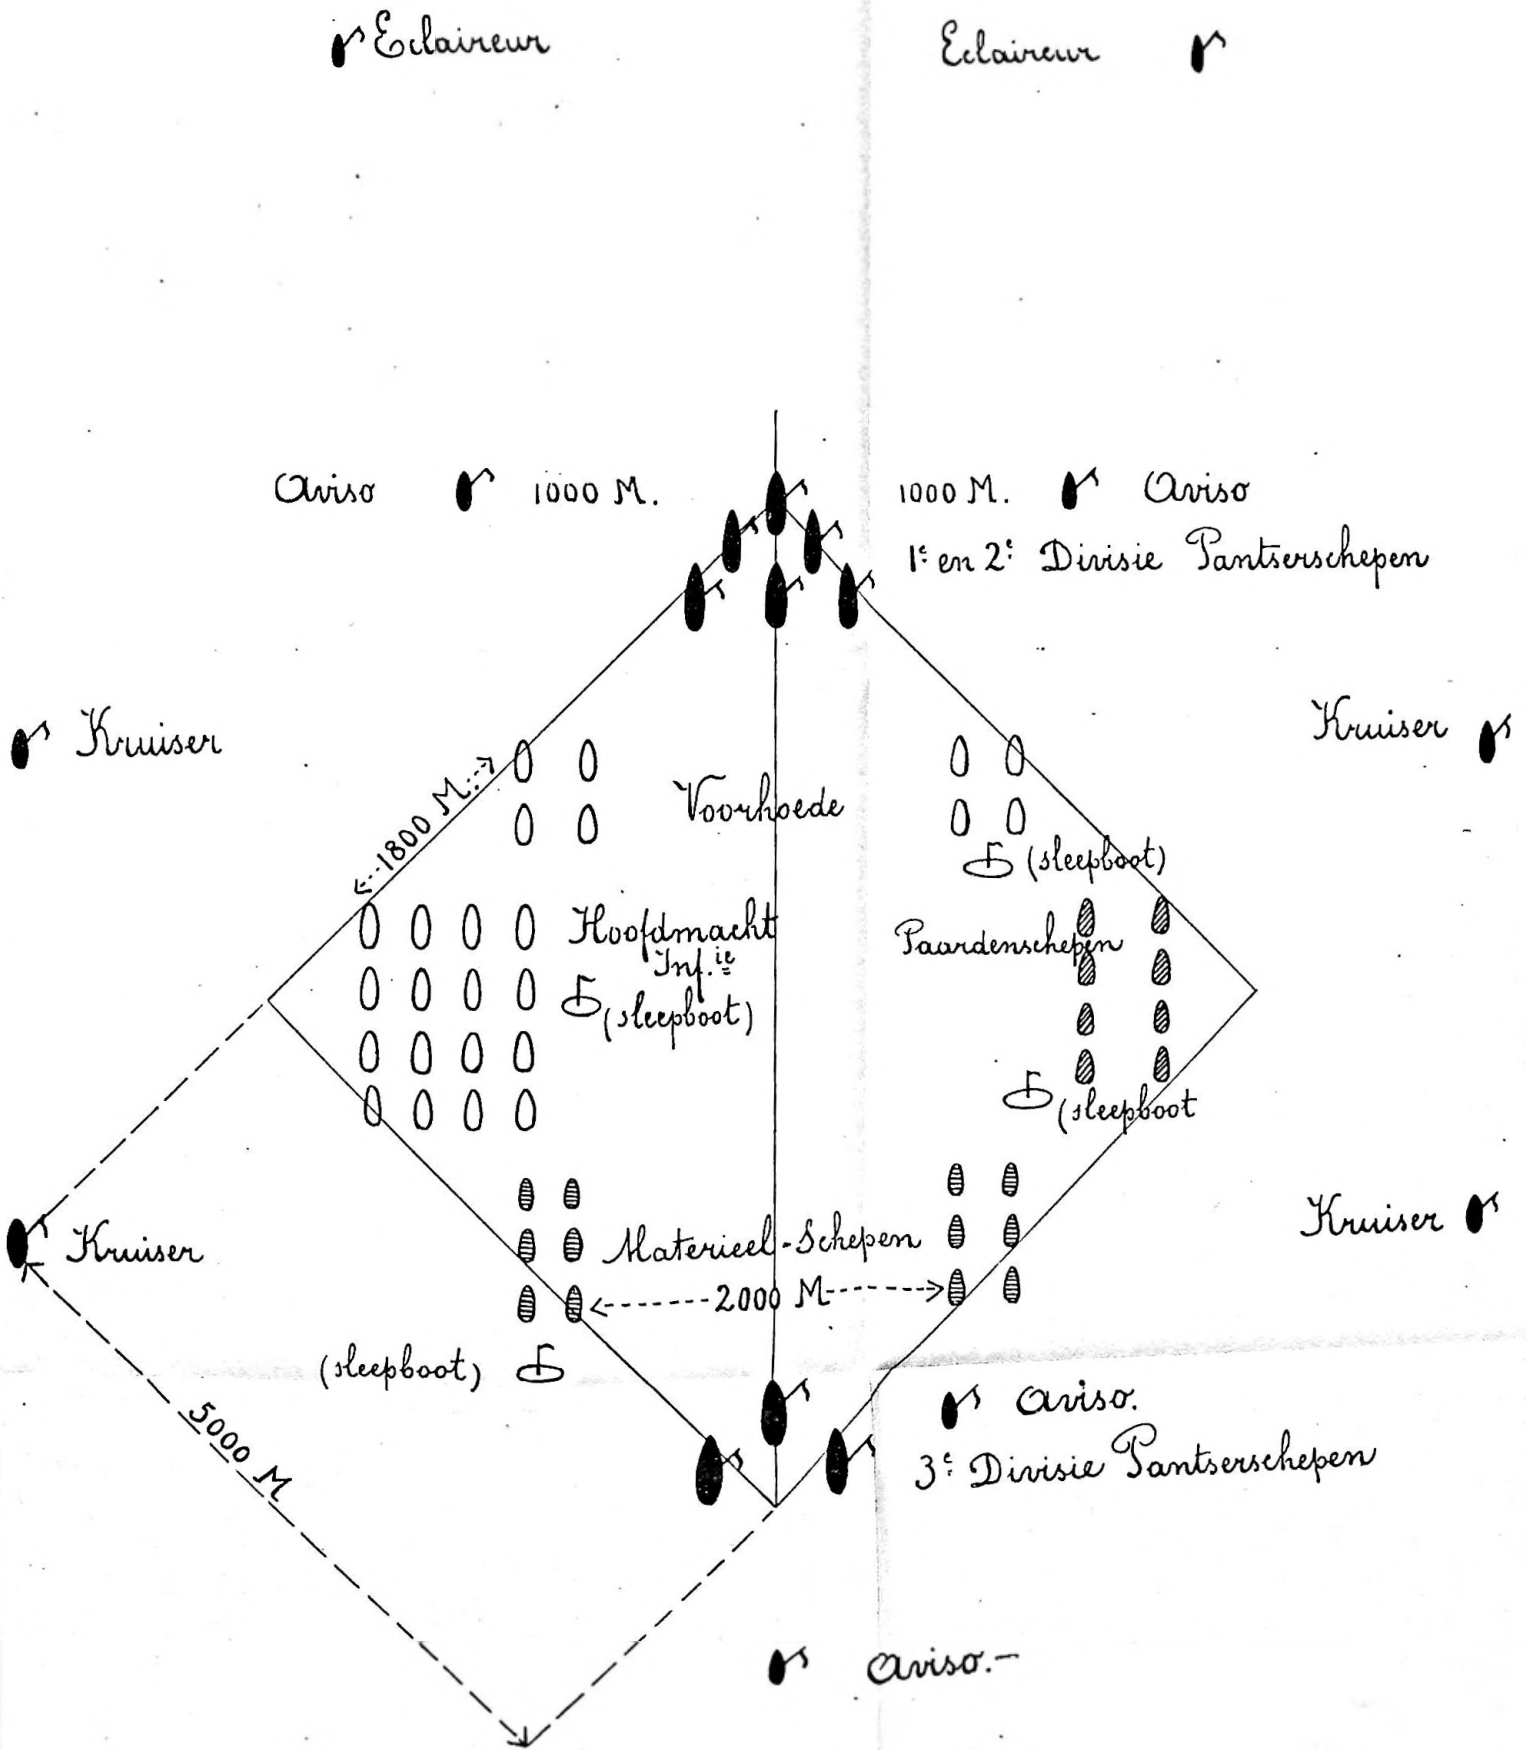 Eclaireur
Eclaireur
Aviso
1000 M.
1000 M.
Aviso
1e en 2e Divisie Pantserschepen
Kruiser
Kruiser
1800 M.
Voorhoede
(sleepboot)
Hoofdmacht
Inf.ie
(sleepboot)
Paardenschepen
(sleepboot
Kruiser
Kruiser
Materieel-Schepen
2000 M
(sleepboot)
5000 M
Aviso.
3e Divisie Pantserschepen
Aviso.-